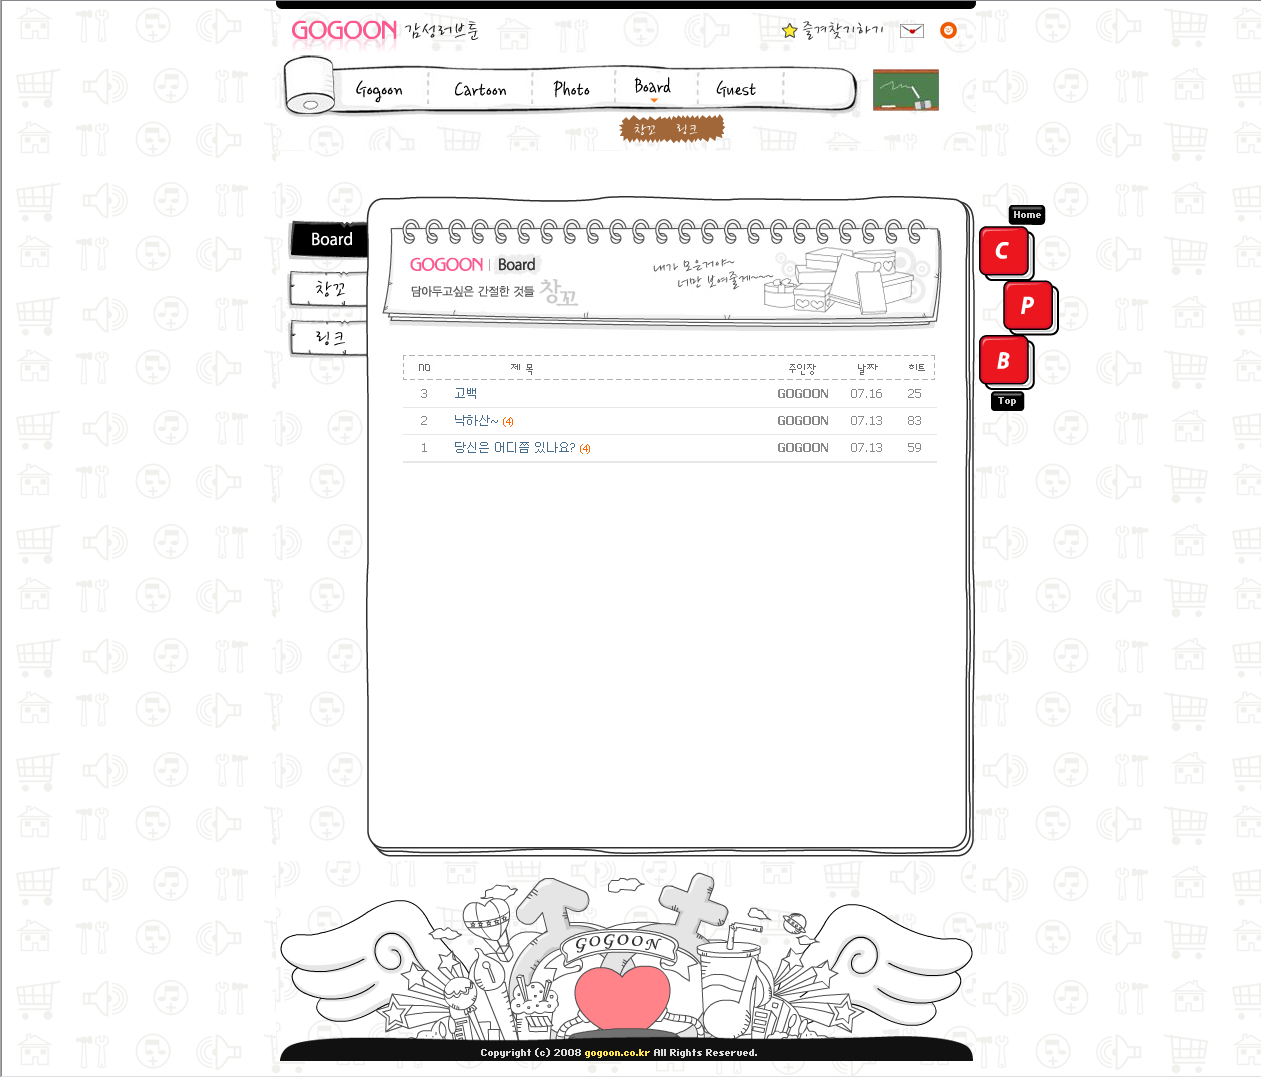 GOGOON 감성러브툰
즐겨찾기하기
Gogoon Cartoon Photo Board Guest
창꼬 링크
Home
Board
C
창꼬
P
링크
B
Top
GOGOON | Board
내가 모은거야~
너만 보여줄게~~~
담아두고싶은 간절한 것들 창꼬
no 제 목 주인장 날짜 히트
3 고백 GOGOON 07.16 25
2 낙하산~ (4) GOGOON 07.13 83
1 당신은 어디쯤 있나요? (4) GOGOON 07.13 59
GOGOON
Copyright (c) 2008 gogoon.co.kr All Rights Reserved.